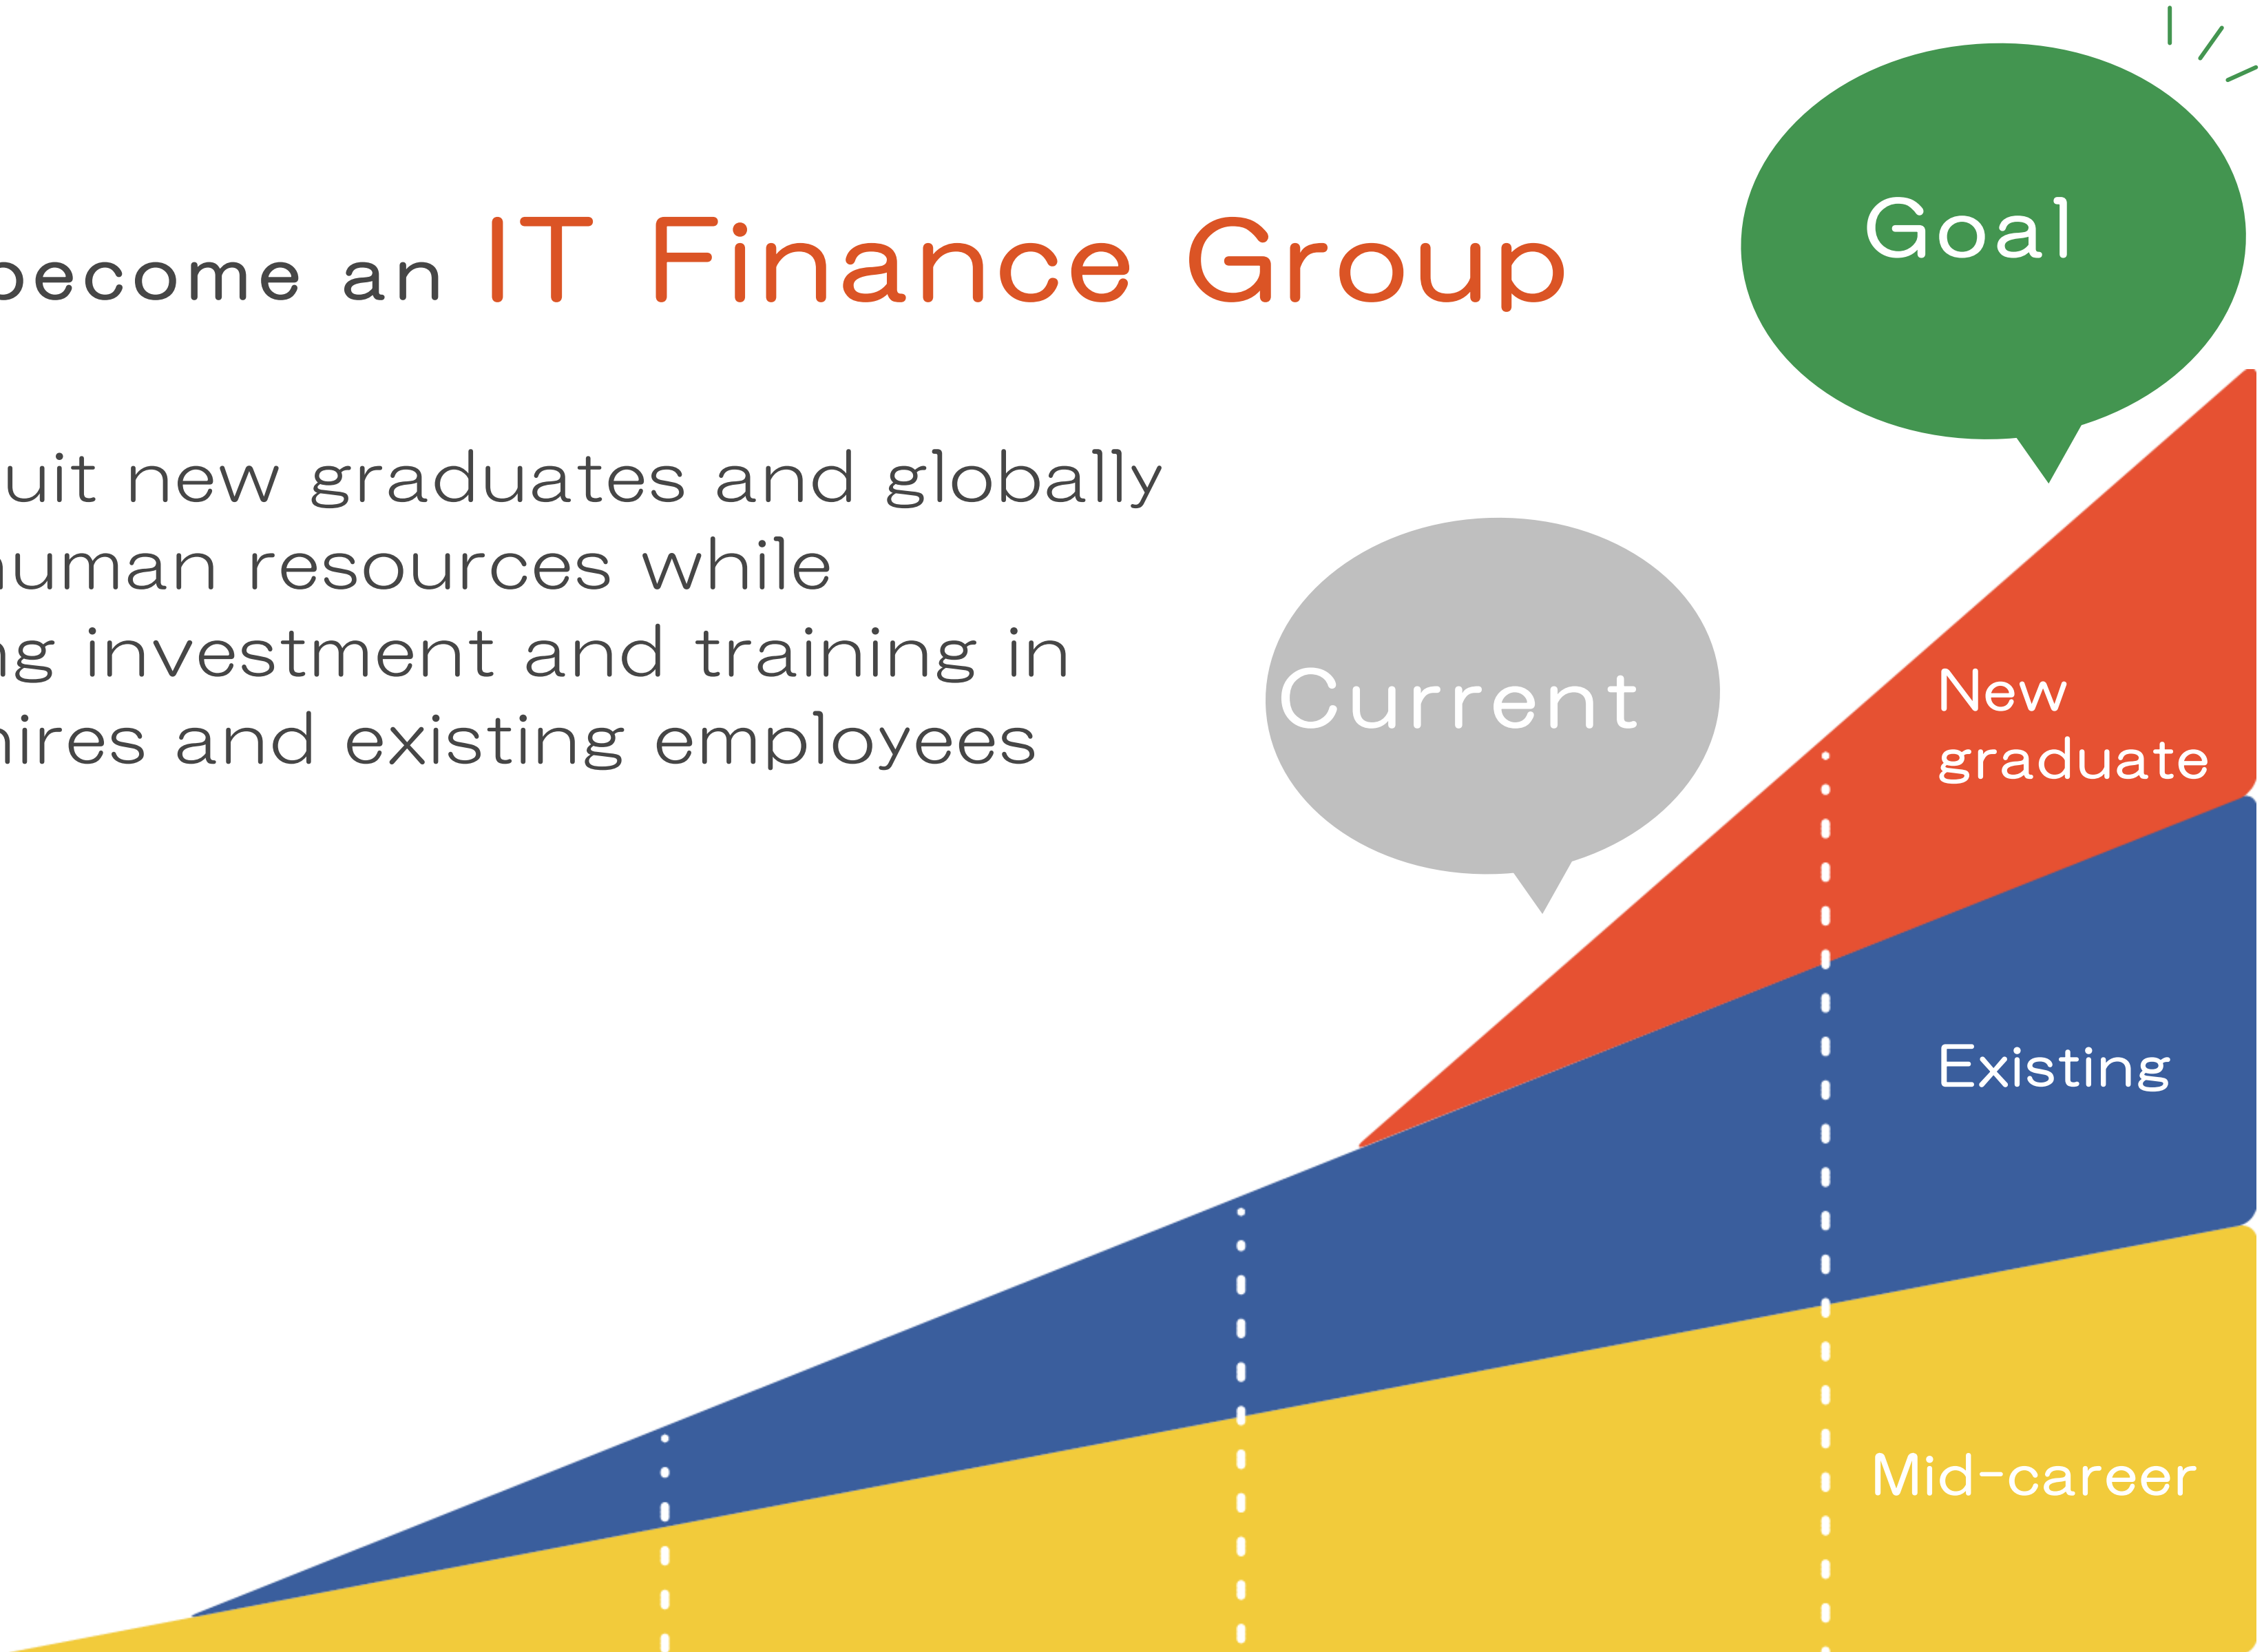 become an IT Finance Group
Goal
uit new graduates and globally
uman resources while
g investment and training in
ires and existing employees
Current
New
graduate
Existing
Mid-career